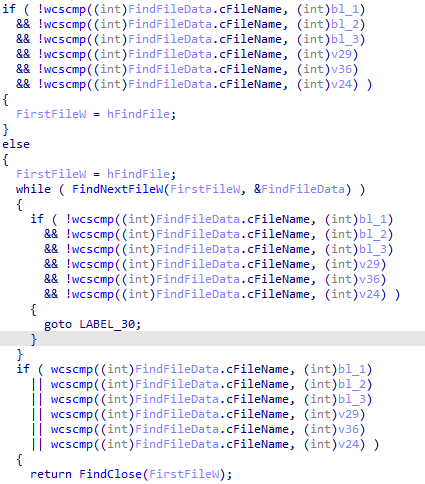 if ( !wcscmp((int)FindFileData.cFileName, (int)bl_1)
&& !wcscmp((int)FindFileData.cFileName, (int)bl_2)
&& !wcscmp((int)FindFileData.cFileName, (int)bl_3)
&& !wcscmp((int)FindFileData.cFileName, (int)v29)
&& !wcscmp((int)FindFileData.cFileName, (int)v36)
&& !wcscmp((int)FindFileData.cFileName, (int)v24) )
{
FirstFileW = hFindFile;
}
else
{
FirstFileW = hFindFile;
while ( FindNextFileW(FirstFileW, &FindFileData) )
{
if ( !wcscmp((int)FindFileData.cFileName, (int)bl_1)
&& !wcscmp((int)FindFileData.cFileName, (int)bl_2)
&& !wcscmp((int)FindFileData.cFileName, (int)bl_3)
&& !wcscmp((int)FindFileData.cFileName, (int)v29)
&& !wcscmp((int)FindFileData.cFileName, (int)v36)
&& !wcscmp((int)FindFileData.cFileName, (int)v24) )
{
goto LABEL_30;
}
}
if ( wcscmp((int)FindFileData.cFileName, (int)bl_1)
|| wcscmp((int)FindFileData.cFileName, (int)bl_2)
|| wcscmp((int)FindFileData.cFileName, (int)bl_3)
|| wcscmp((int)FindFileData.cFileName, (int)v29)
|| wcscmp((int)FindFileData.cFileName, (int)v36)
|| wcscmp((int)FindFileData.cFileName, (int)v24) )
{
return FindClose(FirstFileW);